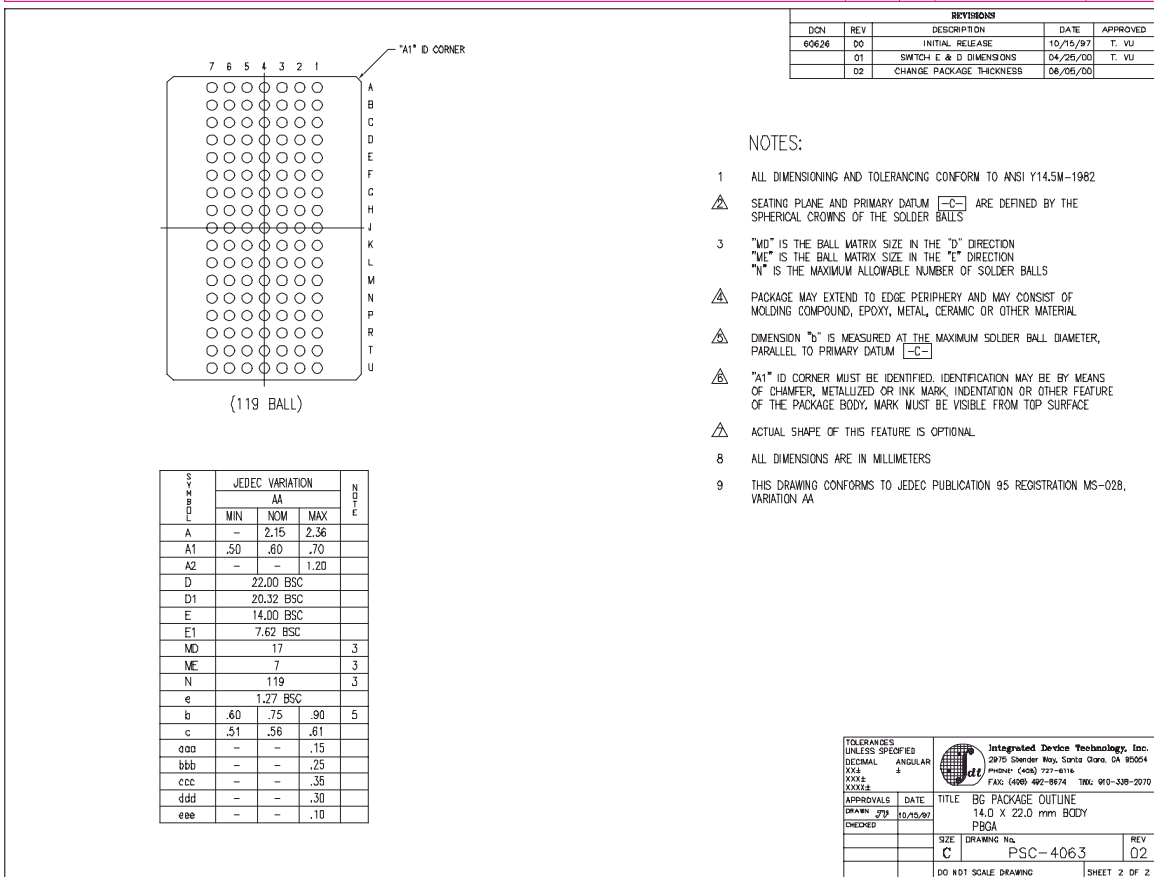 REVISIONS
DCN REV DESCRIPTION DATE APPROVED
60626 00 INITIAL RELEASE 10/15/97 T. VU
01 SWITCH E & D DIMENSIONS 04/25/00 T. VU
02 CHANGE PACKAGE THICKNESS 06/05/00
"A1" ID CORNER
7 6 5 4 3 2 1
A
B
C
D
E
F
G
H
J
K
L
M
N
P
R
T
U
(119 BALL)
NOTES:
1 ALL DIMENSIONING AND TOLERANCING CONFORM TO ANSI Y14.5M-1982
2 SEATING PLANE AND PRIMARY DATUM -C- ARE DEFINED BY THE
SPHERICAL CROWNS OF THE SOLDER BALLS
3 "MD" IS THE BALL MATRIX SIZE IN THE "D" DIRECTION
"ME" IS THE BALL MATRIX SIZE IN THE "E" DIRECTION
"N" IS THE MAXIMUM ALLOWABLE NUMBER OF SOLDER BALLS
4 PACKAGE MAY EXTEND TO EDGE PERIPHERY AND MAY CONSIST OF
MOLDING COMPOUND, EPOXY, METAL, CERAMIC OR OTHER MATERIAL
5 DIMENSION "b" IS MEASURED AT THE MAXIMUM SOLDER BALL DIAMETER,
PARALLEL TO PRIMARY DATUM -C-
6 "A1" ID CORNER MUST BE IDENTIFIED. IDENTIFICATION MAY BE BY MEANS
OF CHAMFER, METALLIZED OR INK MARK, INDENTATION OR OTHER FEATURE
OF THE PACKAGE BODY. MARK MUST BE VISIBLE FROM TOP SURFACE
7 ACTUAL SHAPE OF THIS FEATURE IS OPTIONAL
8 ALL DIMENSIONS ARE IN MILLIMETERS
9 THIS DRAWING CONFORMS TO JEDEC PUBLICATION 95 REGISTRATION MS-028,
VARIATION AA
SYMBOL JEDEC VARIATION NOTE
AA
MIN NOM MAX
A – 2.15 2.36
A1 .50 .60 .70
A2 – – 1.20
D 22.00 BSC
D1 20.32 BSC
E 14.00 BSC
E1 7.62 BSC
MD 17 3
ME 7 3
N 119 3
e 1.27 BSC
b .60 .75 .90 5
c .51 .56 .61
aaa – – .15
bbb – – .25
ccc – – .35
ddd – – .30
eee – – .10
TOLERANCES
UNLESS SPECIFIED
DECIMAL ANGULAR
XX± ±
XXX±
XXXX±
idt
Integrated Device Technology, Inc.
2975 Stender Way, Santa Clara, CA 95054
PHONE: (408) 727-6116
FAX: (408) 492-8674 TWX: 910-338-2070
APPROVALS DATE
DRAWN TV 10/15/97
CHECKED
TITLE BG PACKAGE OUTLINE
14.0 X 22.0 mm BODY
PBGA
SIZE DRAWING No. REV
C PSC-4063 02
DO NOT SCALE DRAWING SHEET 2 OF 2